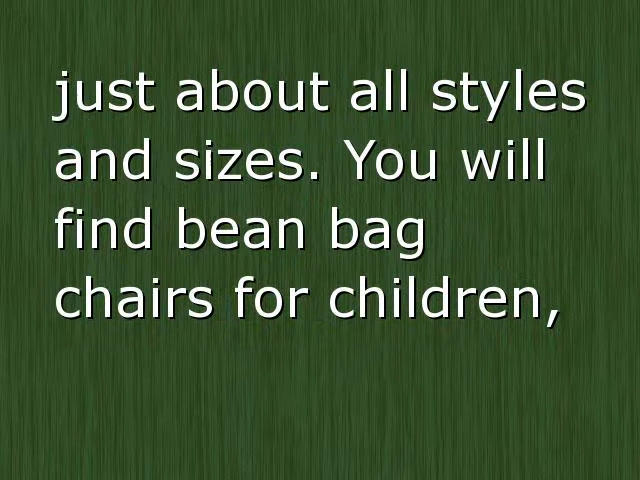 just about all styles
and sizes. You will
find bean bag
chairs for children,